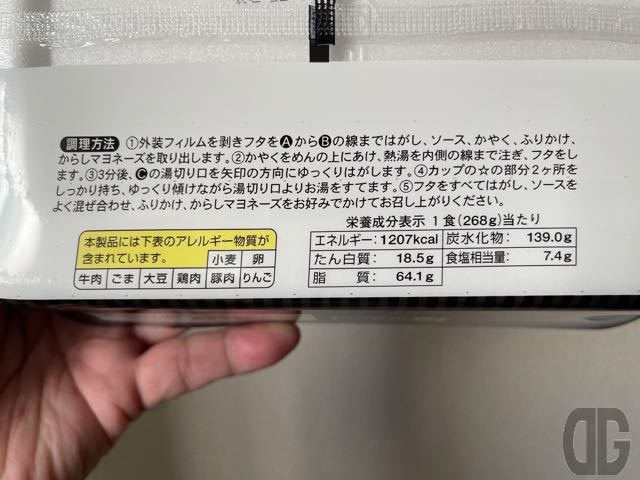 調理方法 ①外装フィルムを剥きフタをAからBの線まではがし、ソース、かやく、ふりかけ、
からしマヨネーズを取り出します。②かやくをめんの上にあけ、熱湯を内側の線まで注ぎ、フタをし
ます。③3分後、Cの湯切り口を矢印の方向にゆっくりはがします。④カップの☆の部分2ヶ所を
しっかり持ち、ゆっくり傾けながら湯切り口よりお湯をすてます。⑤フタをすべてはがし、ソースを
よく混ぜ合わせ、ふりかけ、からしマヨネーズをお好みでかけてお召し上がりください。
栄養成分表示 1食(268g)当たり
エネルギー:1207kcal 炭水化物: 139.0g
たん白質: 18.5g 食塩相当量: 7.4g
脂 質: 64.1g
本製品には下表のアレルギー物質が
含まれています。 小麦 卵
牛肉 ごま 大豆 鶏肉 豚肉 りんご
DG